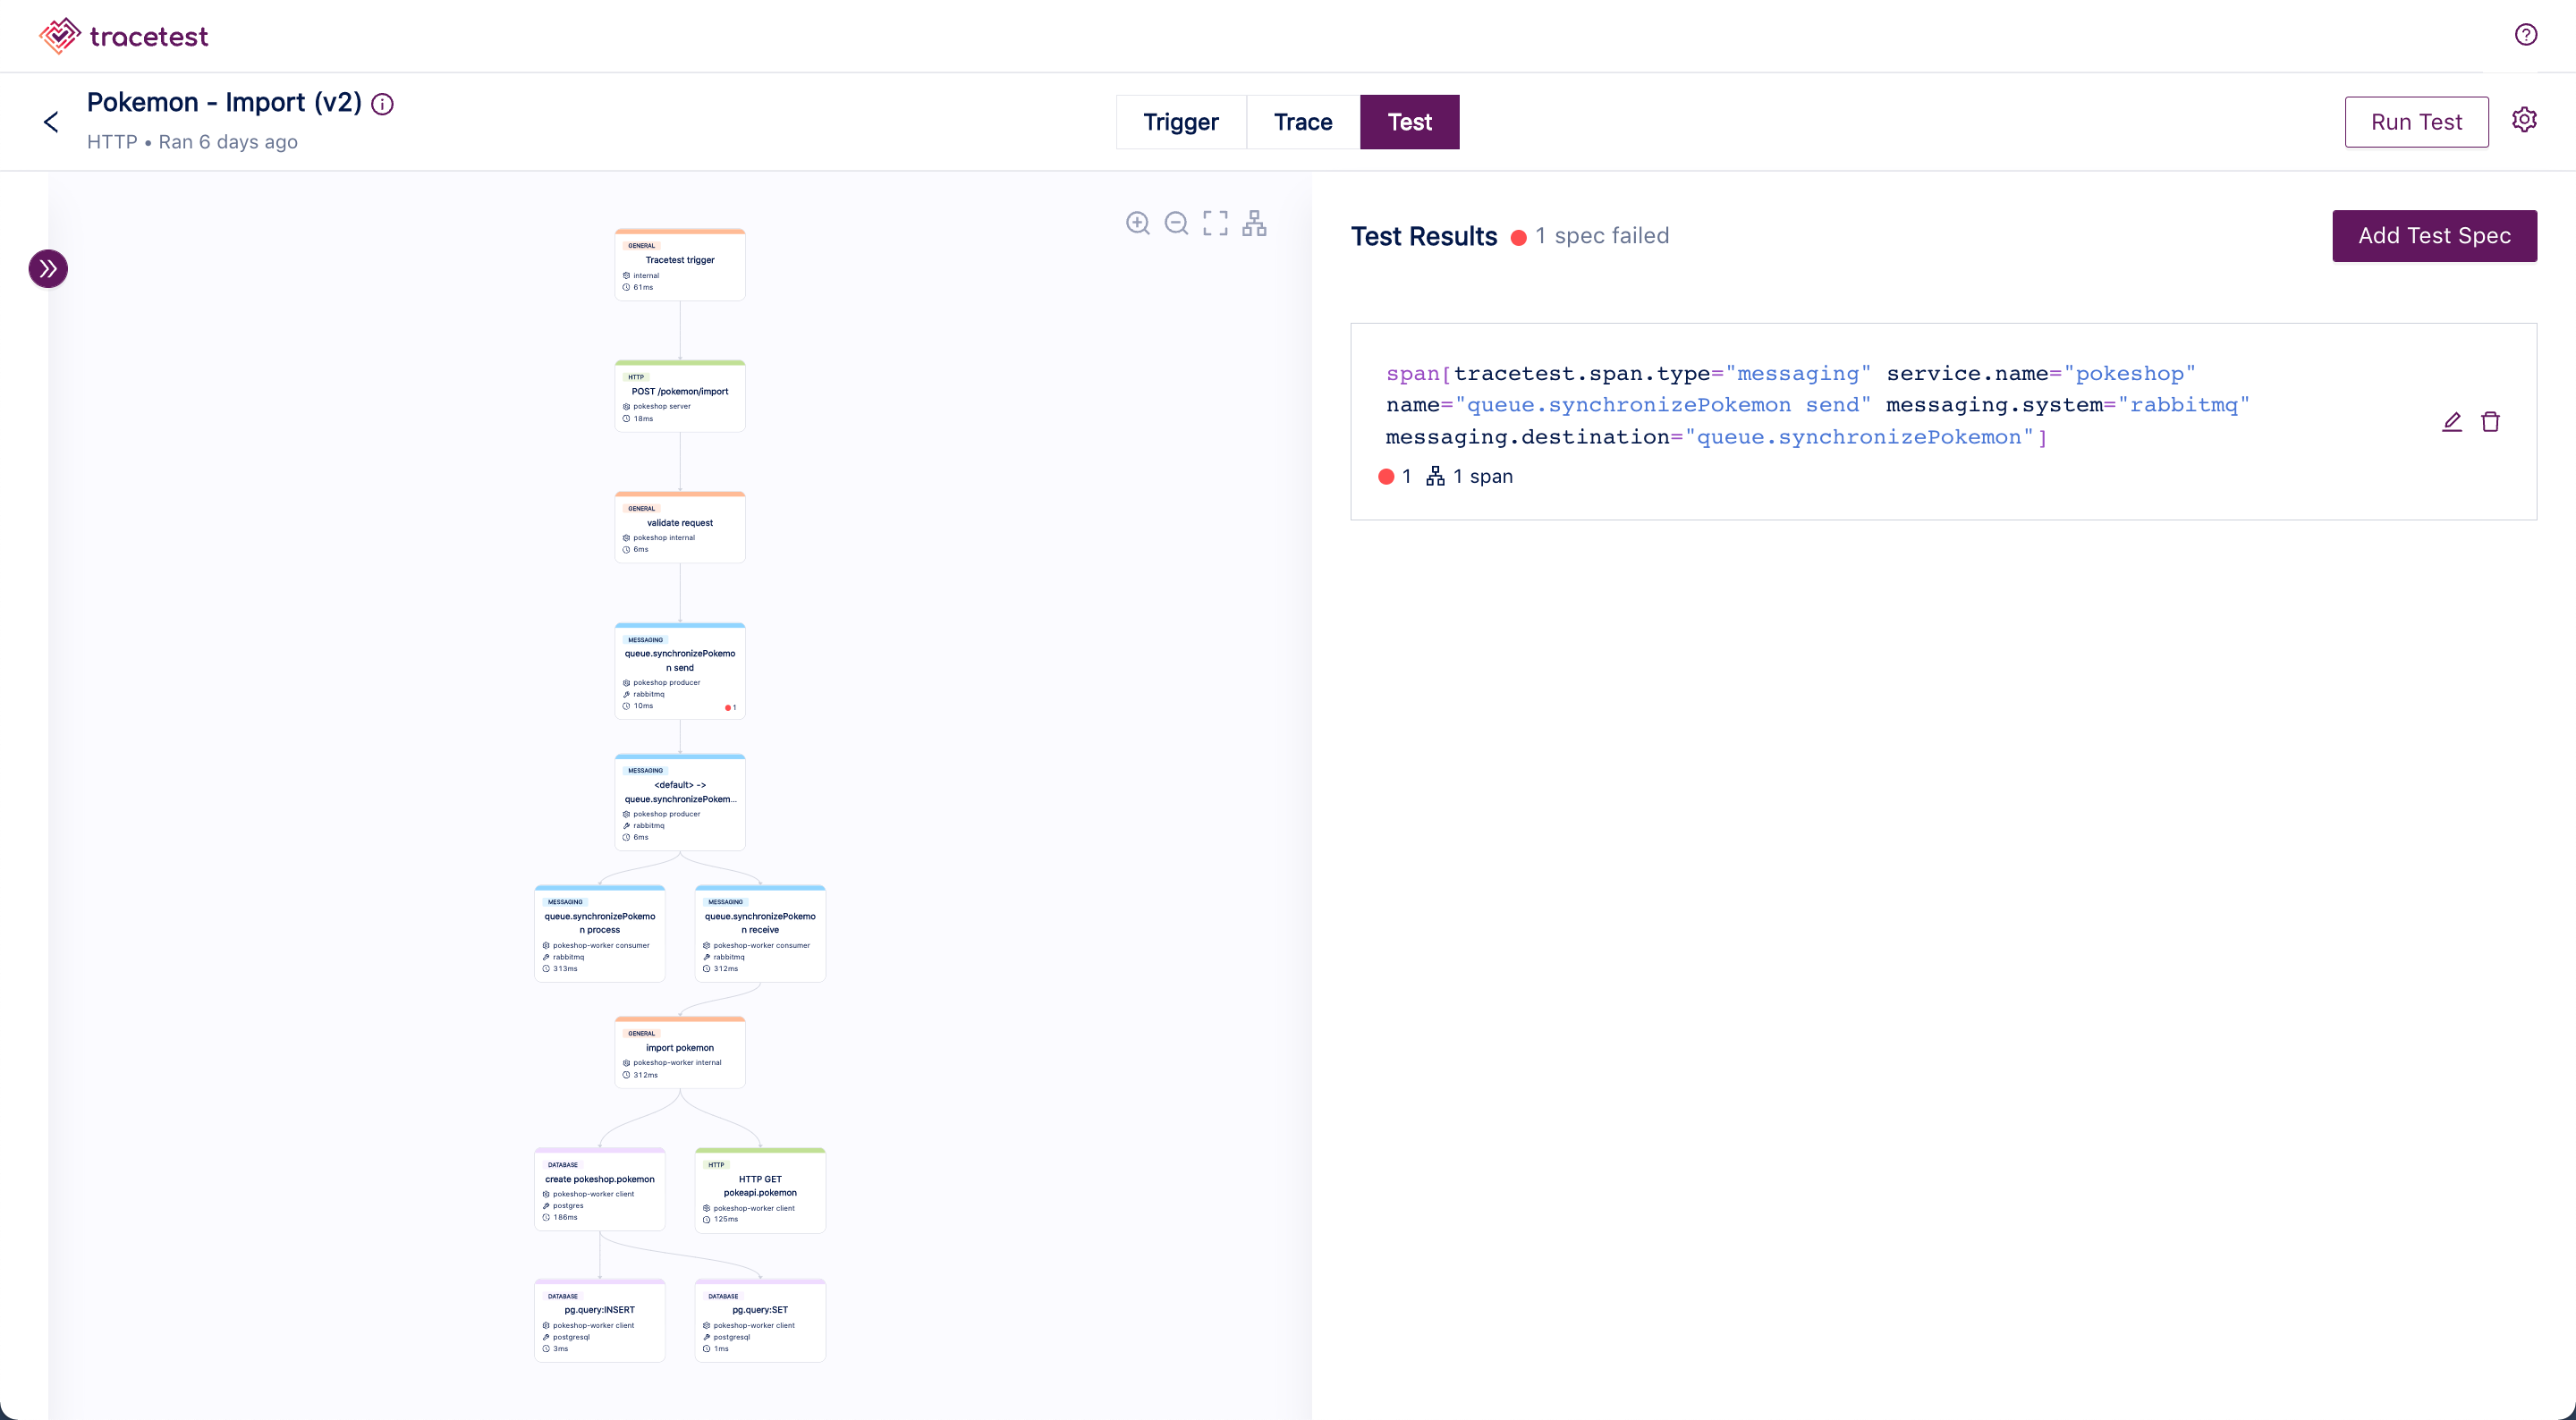 tracetest
Pokemon - Import (v2)
HTTP • Ran 6 days ago
Trigger
Trace
Test
Run Test
GENERAL
Tracetest trigger
internal
61ms
HTTP
POST /pokemon/import
pokeshop server
18ms
GENERAL
validate request
pokeshop internal
6ms
MESSAGING
queue.synchronizePokemo
n send
pokeshop producer
rabbitmq
10ms
1
MESSAGING
<default> ->
queue.synchronizePokem...
pokeshop producer
rabbitmq
6ms
MESSAGING
queue.synchronizePokemo
n process
pokeshop-worker consumer
rabbitmq
313ms
MESSAGING
queue.synchronizePokemo
n receive
pokeshop-worker consumer
rabbitmq
312ms
GENERAL
import pokemon
pokeshop-worker internal
312ms
DATABASE
create pokeshop.pokemon
pokeshop-worker client
postgres
186ms
HTTP
HTTP GET
pokeapi.pokemon
pokeshop-worker client
125ms
DATABASE
pg.query:INSERT
pokeshop-worker client
postgresql
3ms
DATABASE
pg.query:SET
pokeshop-worker client
postgresql
1ms
Test Results 1 spec failed
Add Test Spec
span[tracetest.span.type="messaging" service.name="pokeshop"
name="queue.synchronizePokemon send" messaging.system="rabbitmq"
messaging.destination="queue.synchronizePokemon"]
1 1 span